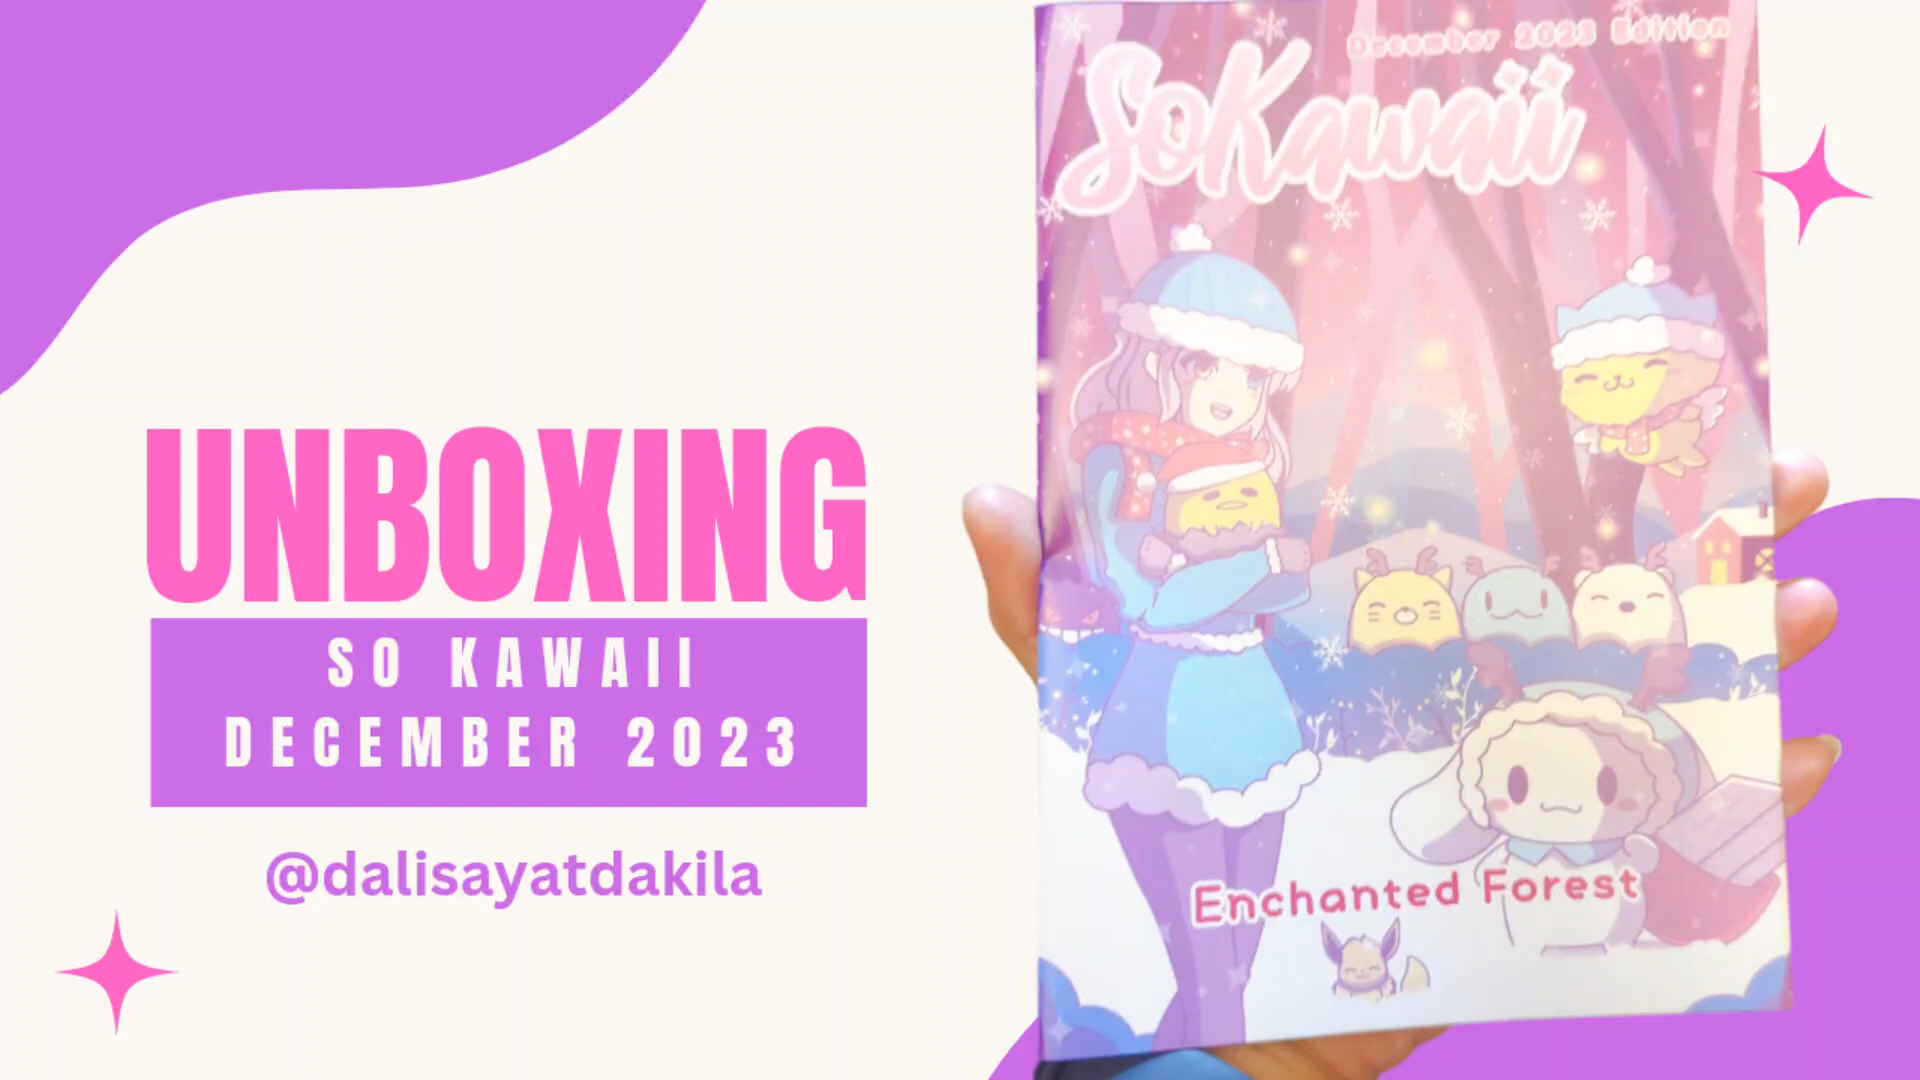 UNBOXING
SO KAWAII
DECEMBER 2023
@dalisayatdakila
December 2023 Edition
SoKawaii
Enchanted Forest